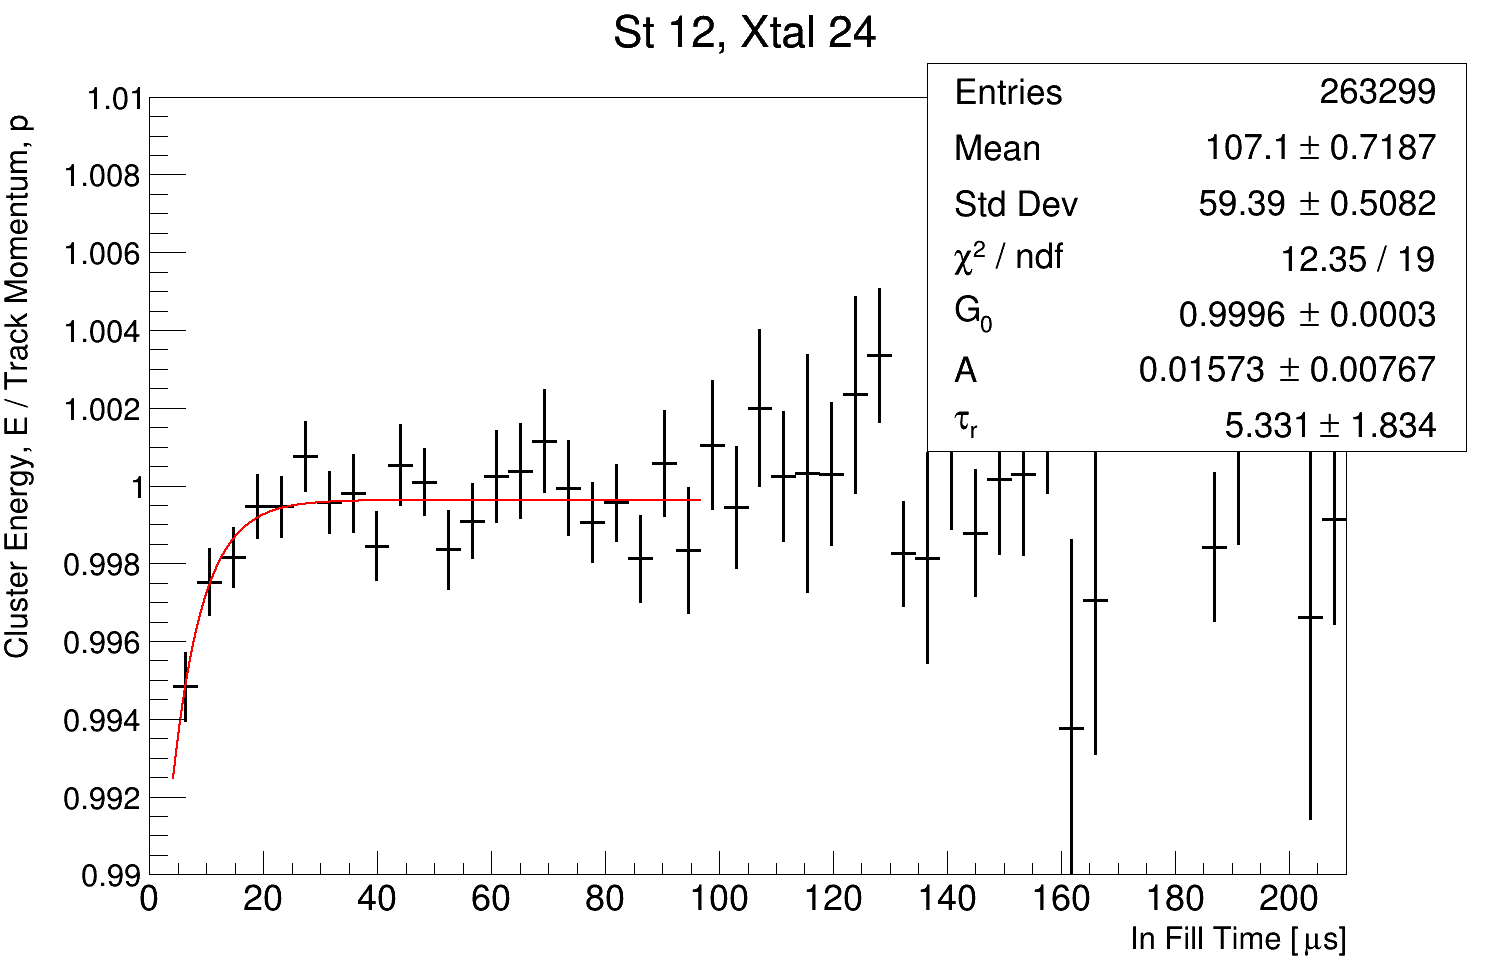 St 12, Xtal 24
Entries 263299
Mean 107.1 ± 0.7187
Std Dev 59.39 ± 0.5082
χ² / ndf 12.35 / 19
G₀ 0.9996 ± 0.0003
A 0.01573 ± 0.00767
τᵣ 5.331 ± 1.834
Cluster Energy, E / Track Momentum, p
1.01
1.008
1.006
1.004
1.002
1
0.998
0.996
0.994
0.992
0.99
0 20 40 60 80 100 120 140 160 180 200
In Fill Time [μs]